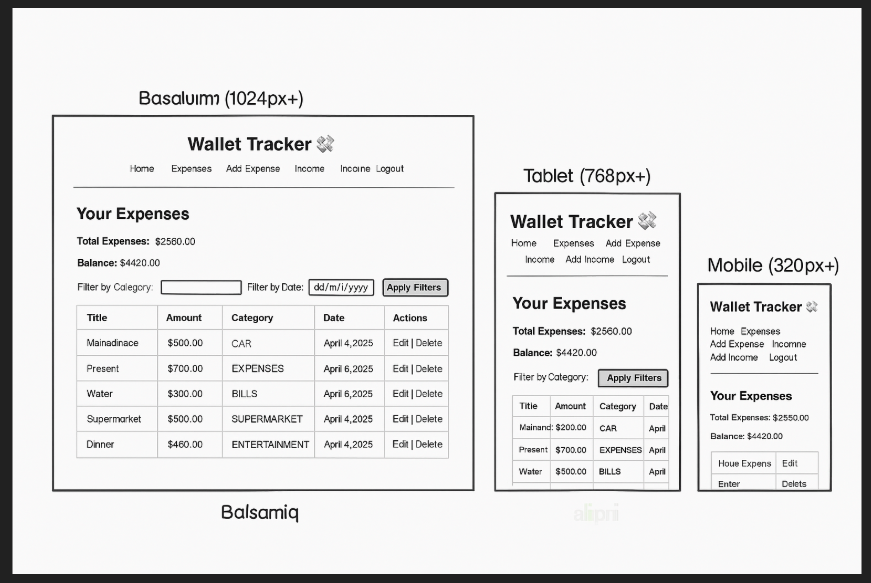 Basaluım (1024px+)
Wallet Tracker
Home Expenses Add Expense Income Incaıne Logout
Your Expenses
Total Expenses: $2560.00
Balance: $4420.00
Filter by Category: Filter by Date: dd/m/i/yyyy Apply Filters
Title Amount Category Date Actions
Mainadinace $500.00 CAR April 4,2025 Edit | Delete
Present $700.00 EXPENSES April 6,2025 Edit | Delete
Water $300.00 BILLS April 6,2025 Edit | Delete
Supermarket $500.00 SUPERMARKET April 4,2025 Edit | Delete
Dinner $460.00 ENTERTAINMENT April 4,2025 Edit | Delete
Balsamiq
Tablet (768px+)
Wallet Tracker
Home Expenses Add Expense
Income Add Income Logout
Your Expenses
Total Expenses: $2560.00
Balance: $4420.00
Filter by Category: Apply Filters
Title Amount Category Date
Mainand: $200.00 CAR April
Present $700.00 EXPENSES April
Water $500.00 BILLS April
Mobile (320px+)
Wallet Tracker
Home Expenses
Add Expense Incomne
Add Income Logout
Your Expenses
Total Expenses: $2550.00
Balance: $4420.00
Houe Expens Edit
Enter Delets